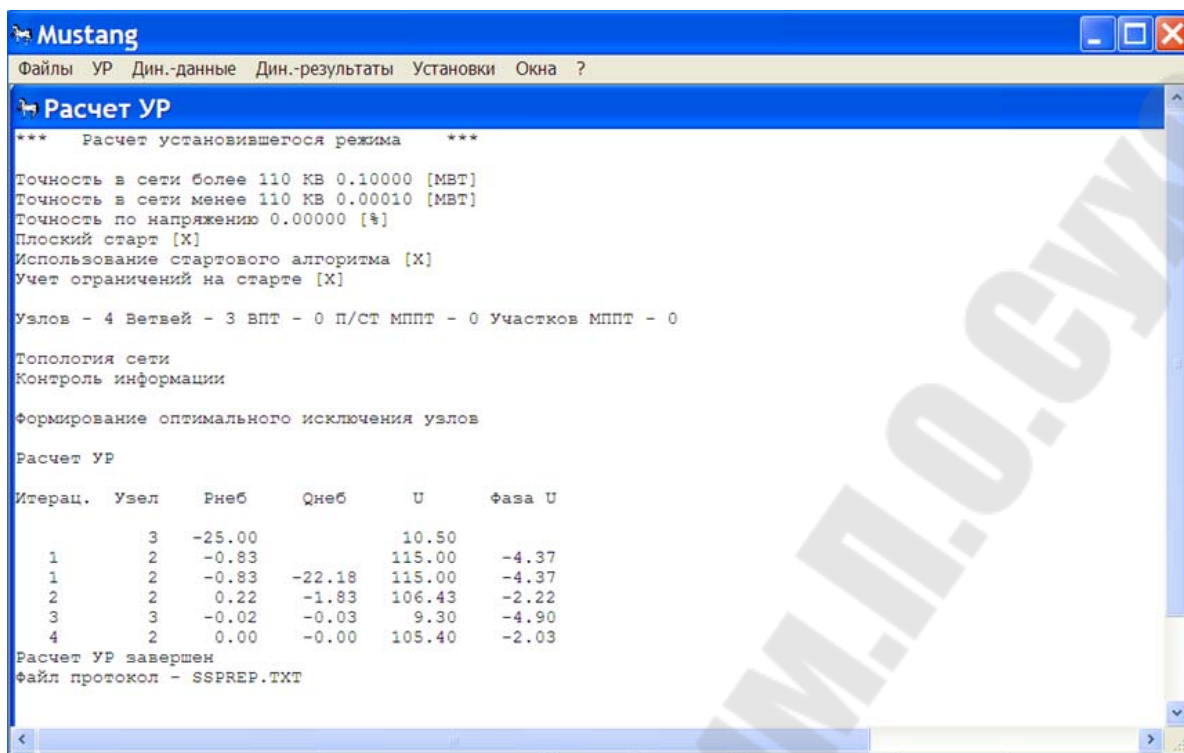 Mustang
Файлы УР Дин.-данные Дин.-результаты Установки Окна ?
Расчет УР
*** Расчет установившегося режима ***
Точность в сети более 110 КВ 0.10000 [МВТ]
Точность в сети менее 110 КВ 0.00010 [МВТ]
Точность по напряжению 0.00000 [%]
Плоский старт [X]
Использование стартового алгоритма [X]
Учет ограничений на старте [X]
Узлов - 4 Ветвей - 3 ВПТ - 0 П/СТ МППТ - 0 Участков МППТ - 0
Топология сети
Контроль информации
Формирование оптимального исключения узлов
Расчет УР
Итерац. Узел Рнеб Qнеб U Фаза U
3 -25.00 10.50
1 2 -0.83 115.00 -4.37
1 2 -0.83 -22.18 115.00 -4.37
2 2 0.22 -1.83 106.43 -2.22
3 3 -0.02 -0.03 9.30 -4.90
4 2 0.00 -0.00 105.40 -2.03
Расчет УР завершен
Файл протокол - SSPREP.TXT